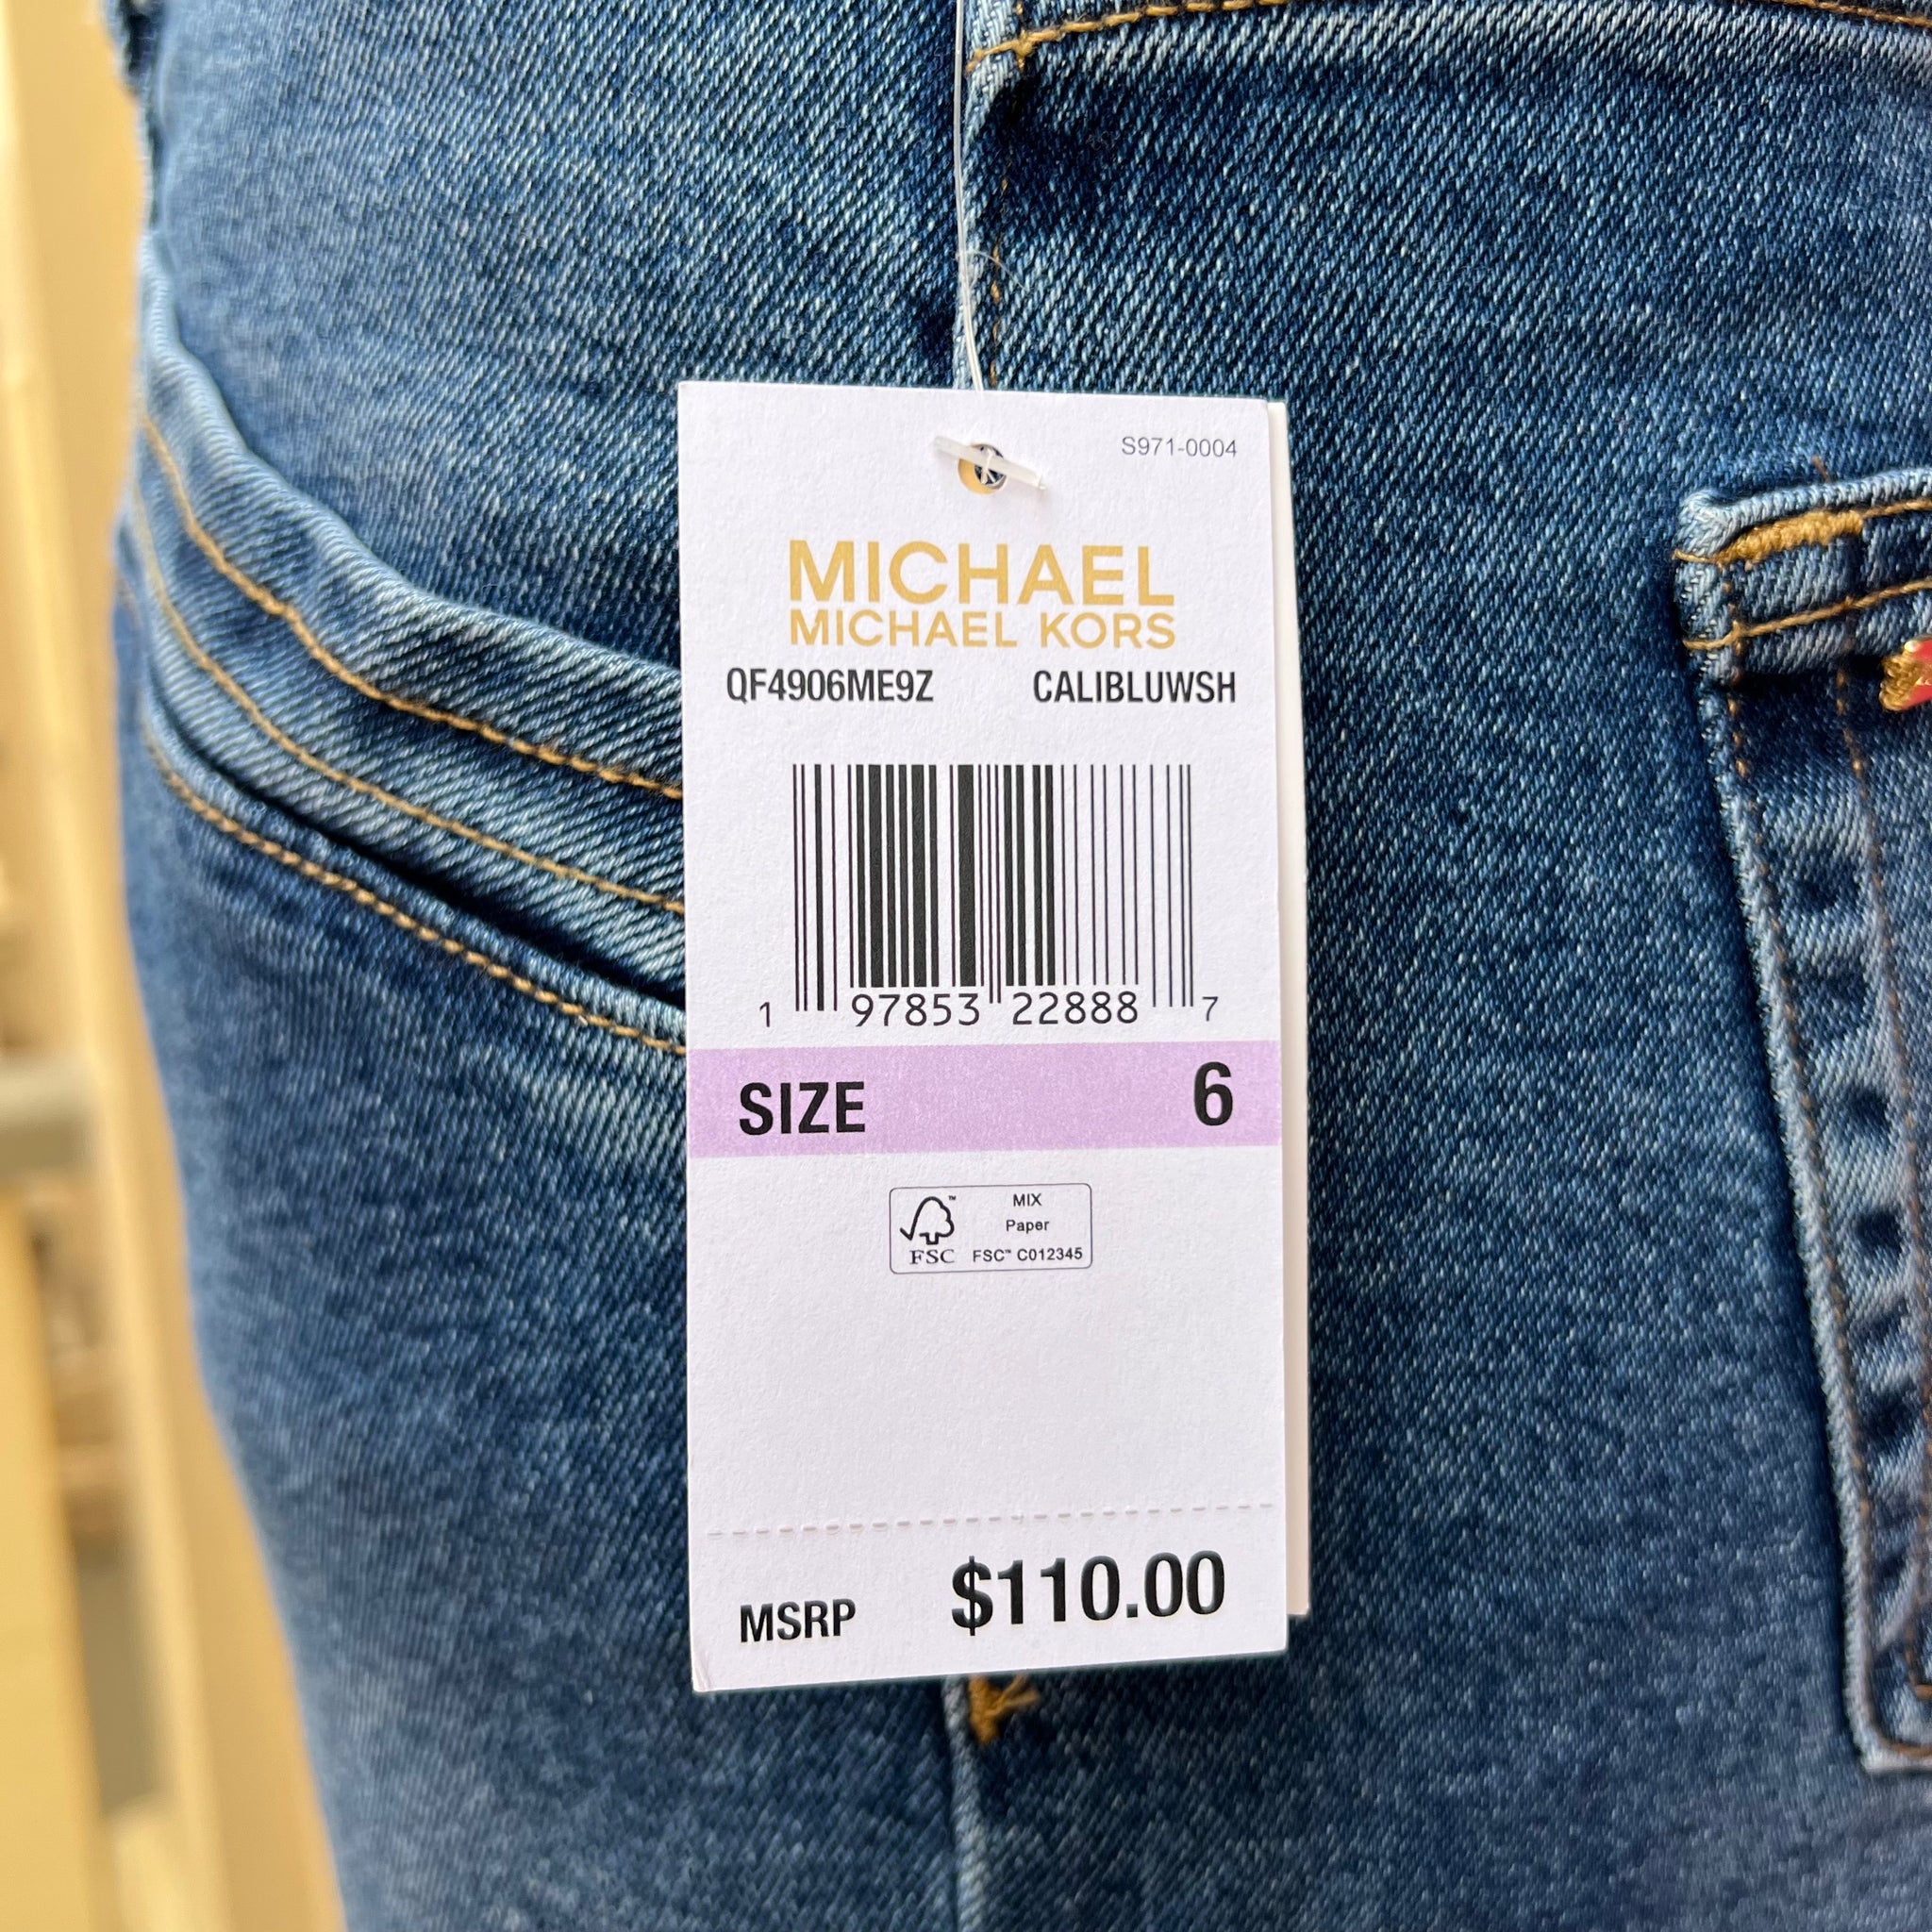 S971-0004
MICHAEL
MICHAEL KORS
QF4906ME9Z CALIBLUWSH
1 97853 22888 7
SIZE 6
MIX
Paper
FSC™ FSC™ C012345
MSRP $110.00